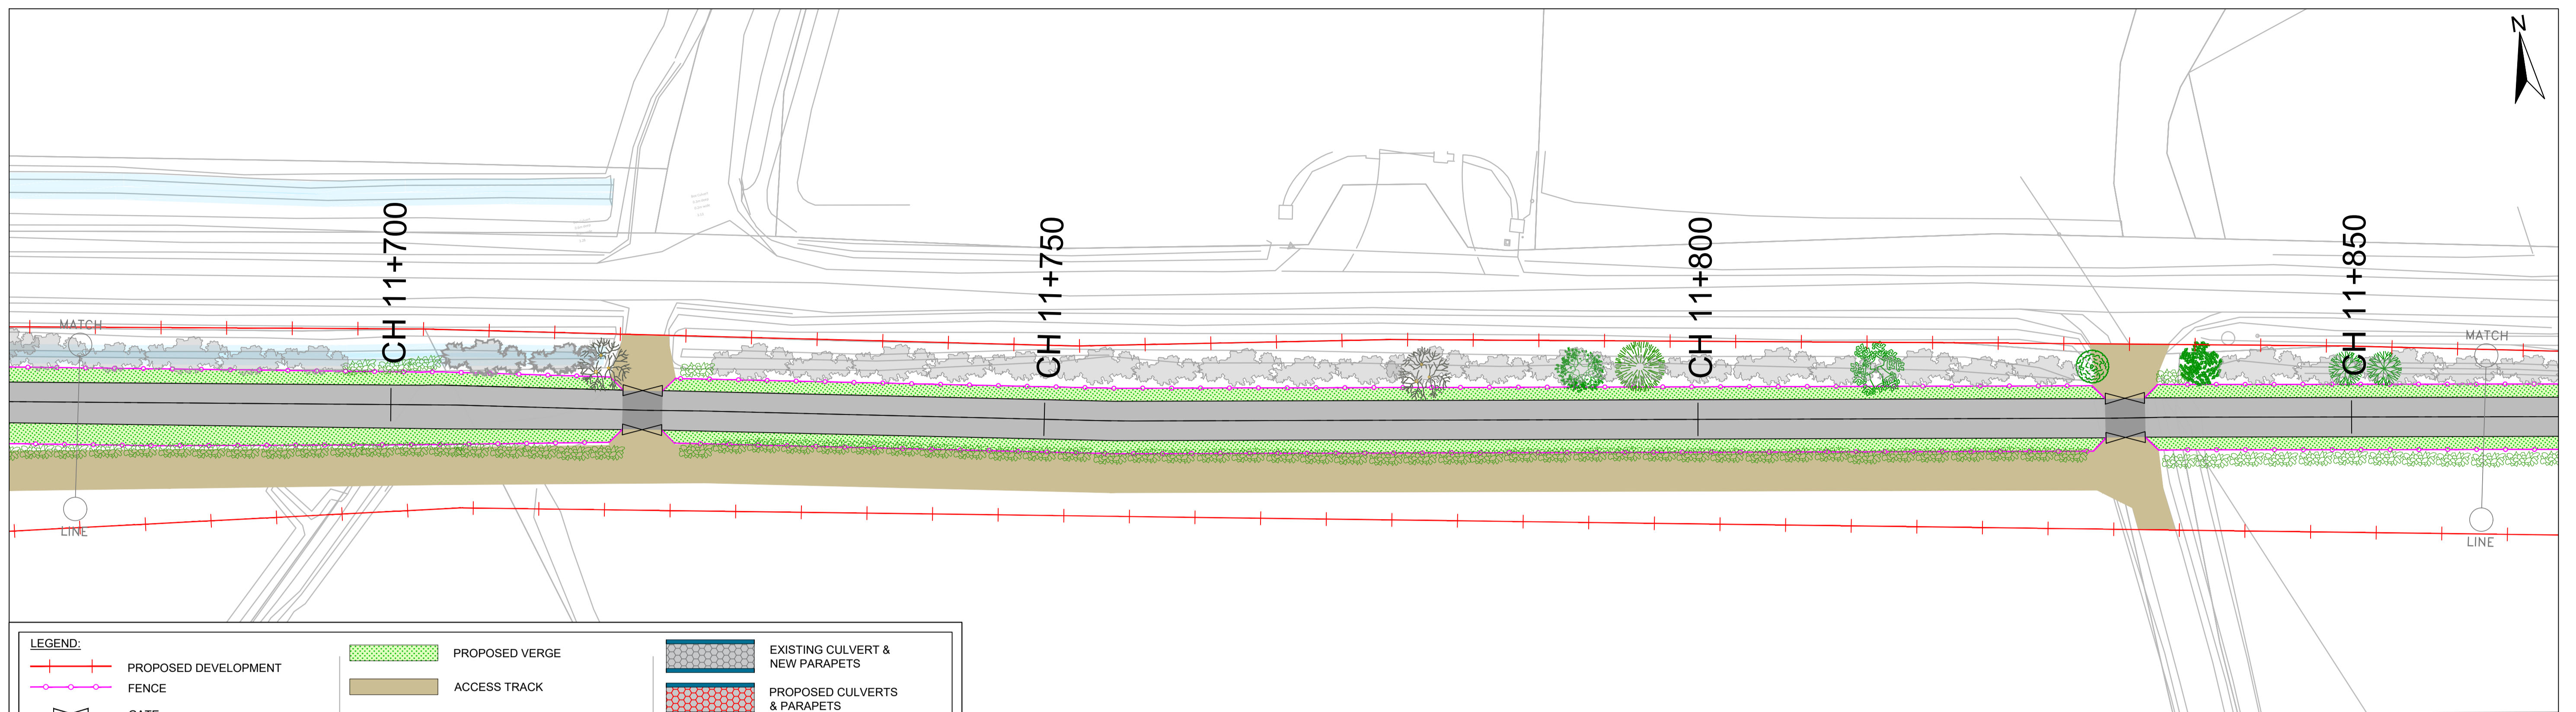 N
CH 11+700
CH 11+750
CH 11+800
CH 11+850
MATCH
LINE
MATCH
LINE
LEGEND:
PROPOSED DEVELOPMENT
FENCE
PROPOSED VERGE
ACCESS TRACK
EXISTING CULVERT &
NEW PARAPETS
PROPOSED CULVERTS
& PARAPETS